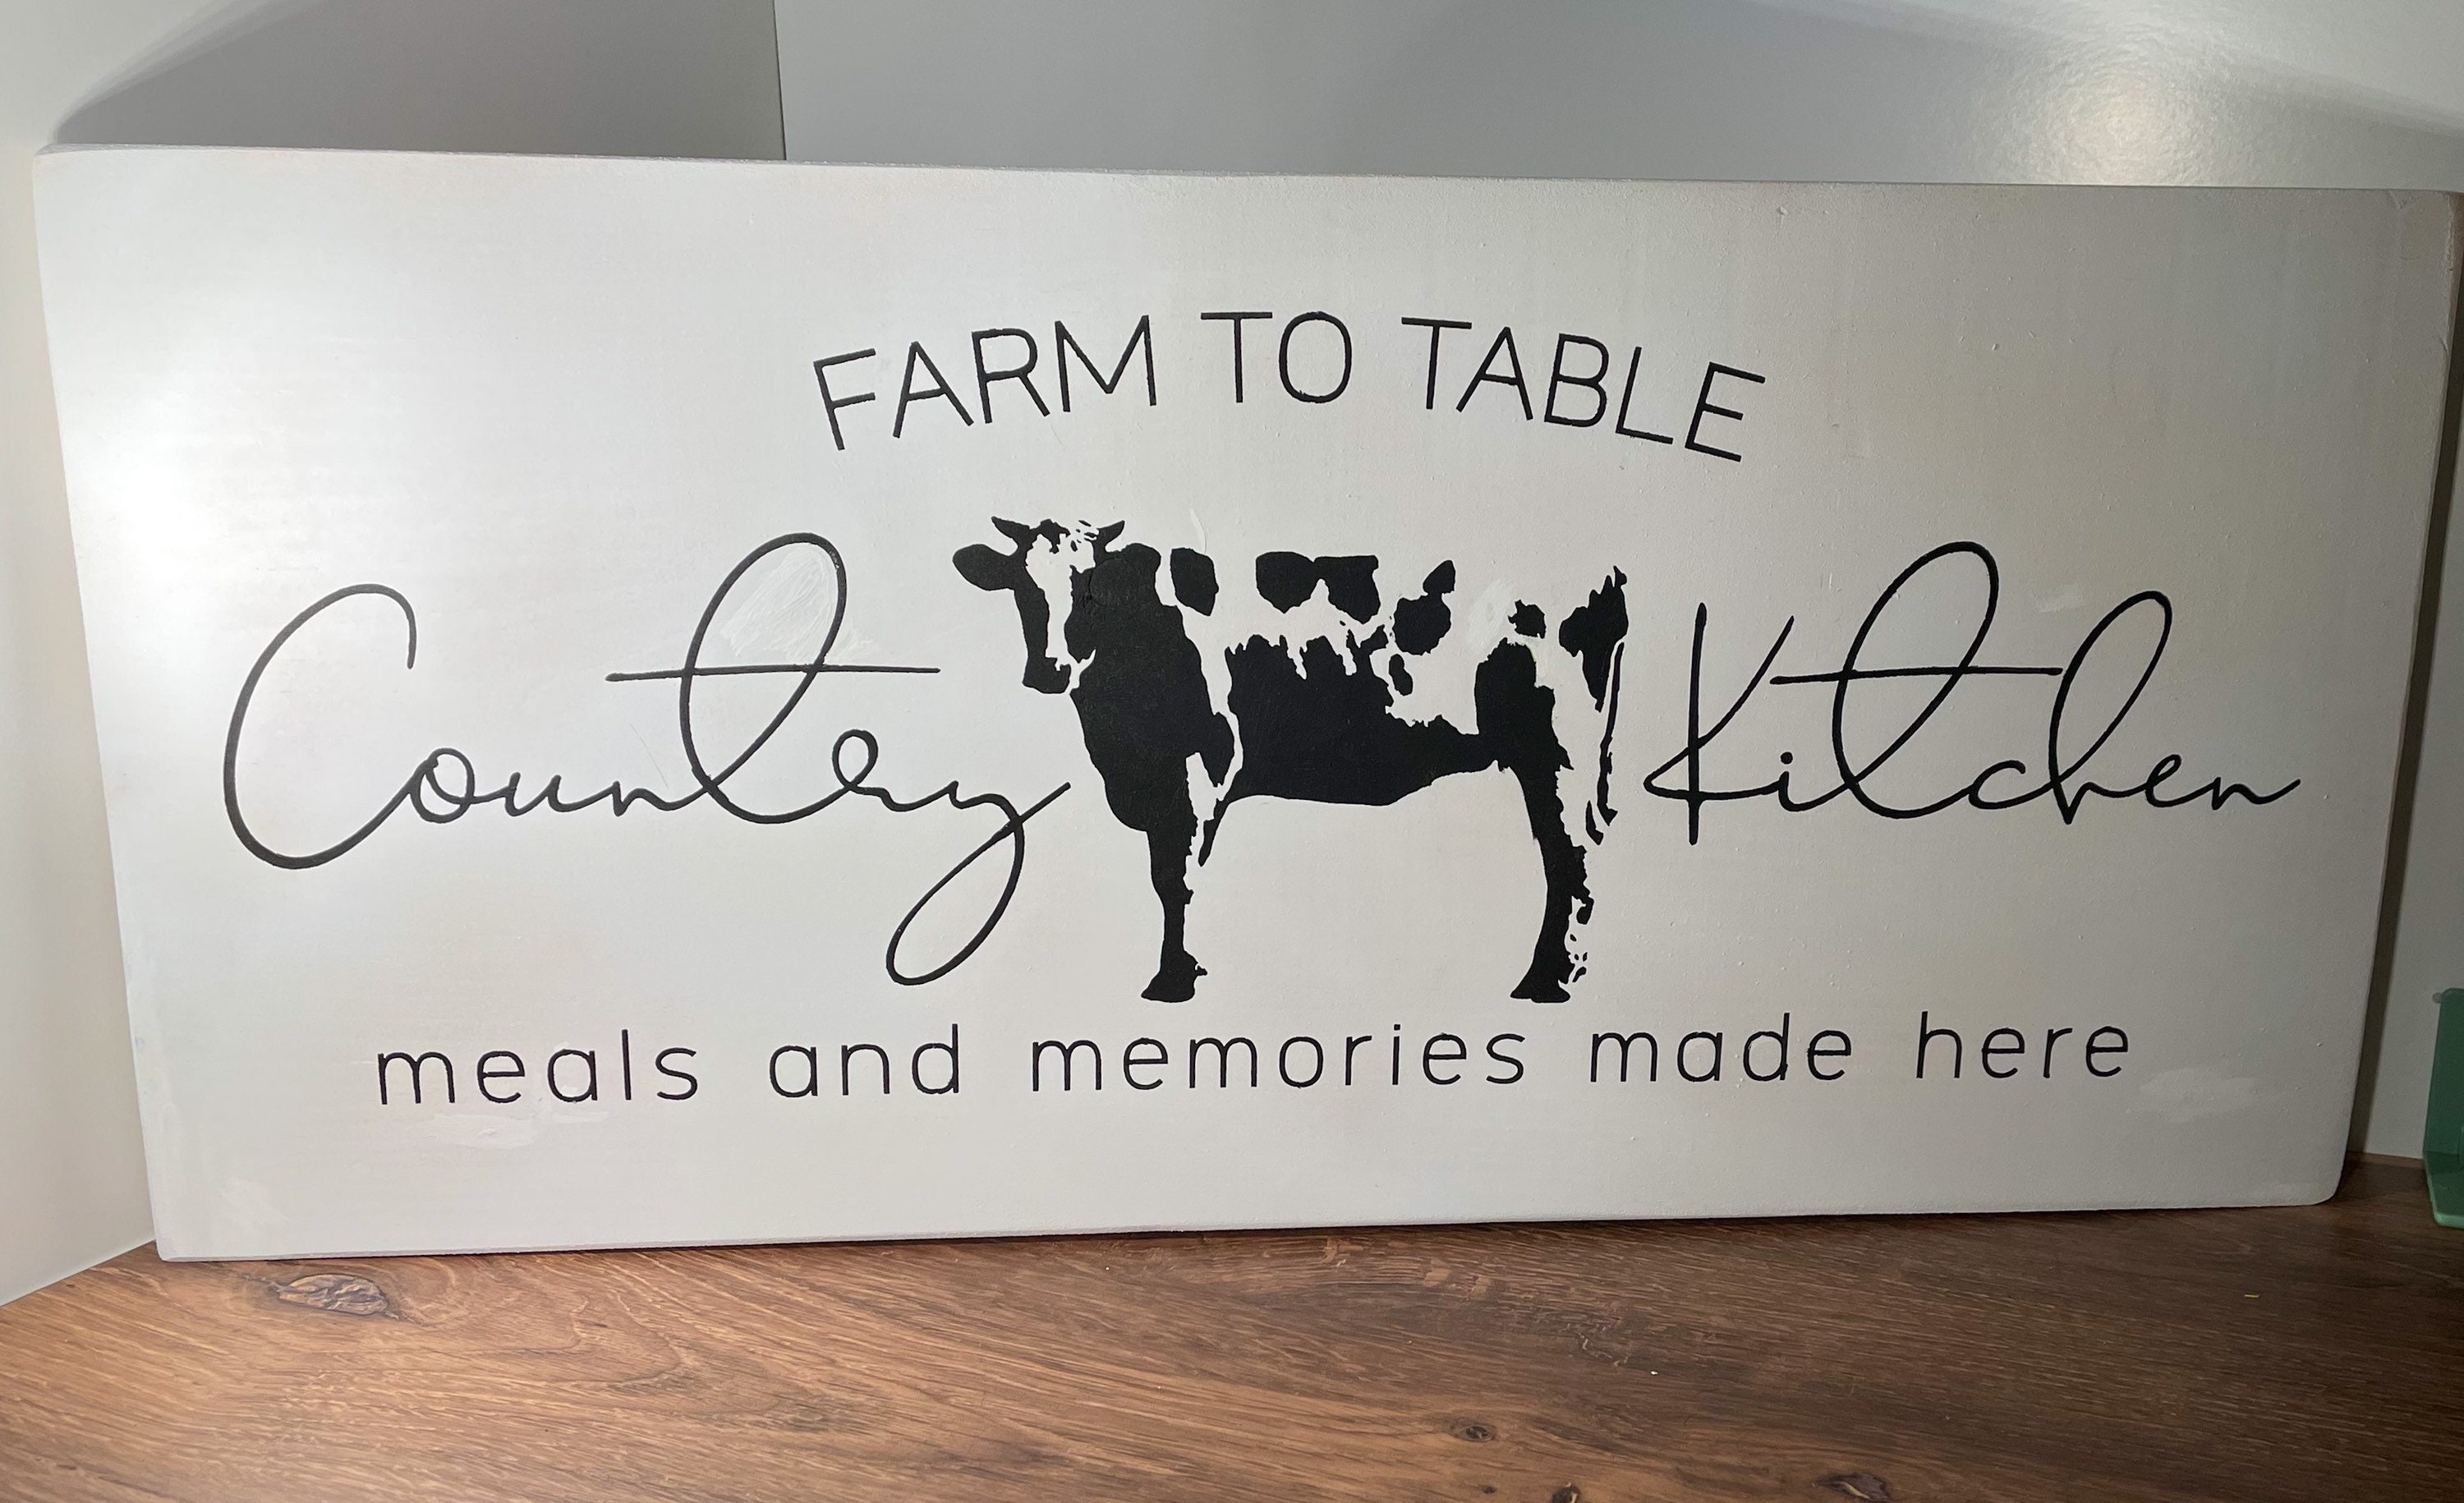 FARM TO TABLE
Country Kitchen
meals and memories made here